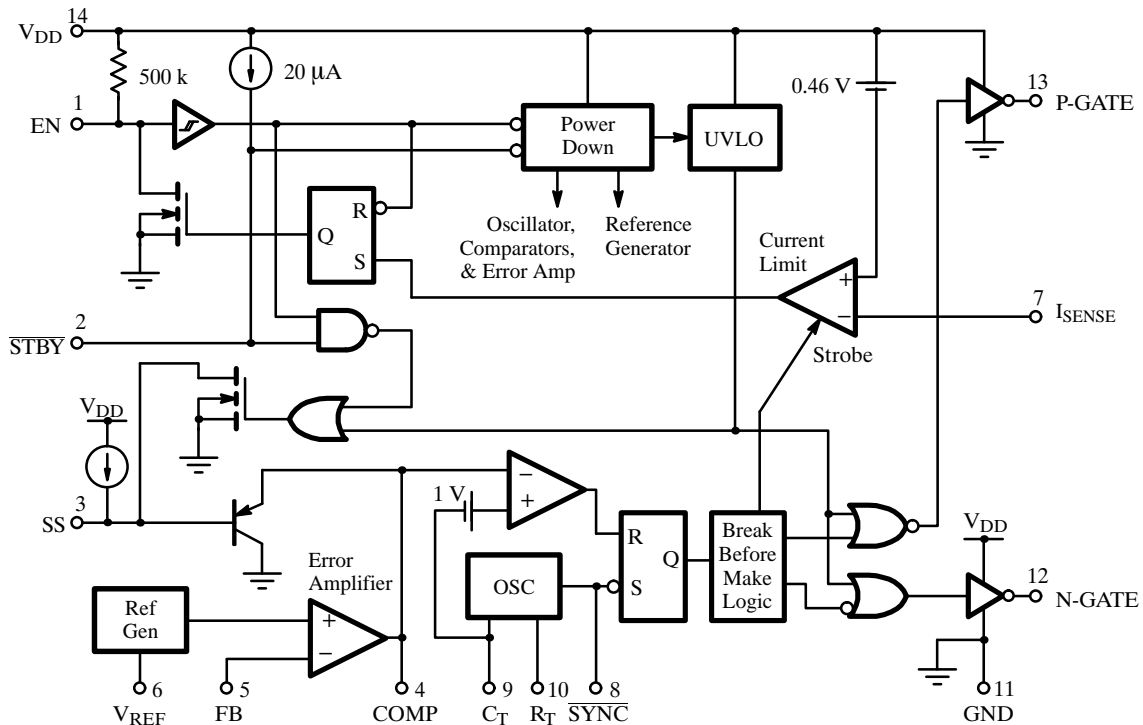 14
VDD
500 k
20 µA
0.46 V
13
P-GATE
1
EN
Power
Down
UVLO
R
Q
S
Oscillator,
Comparators,
& Error Amp
Reference
Generator
Current
Limit
+
−
7
ISENSE
Strobe
2
STBY
VDD
3
SS
1 V
−
+
R
Q
S
Break
Before
Make
Logic
VDD
12
N-GATE
Error
Amplifier
OSC
Ref
Gen
+
−
6
VREF
5
FB
4
COMP
9
CT
10
RT
8
SYNC
11
GND